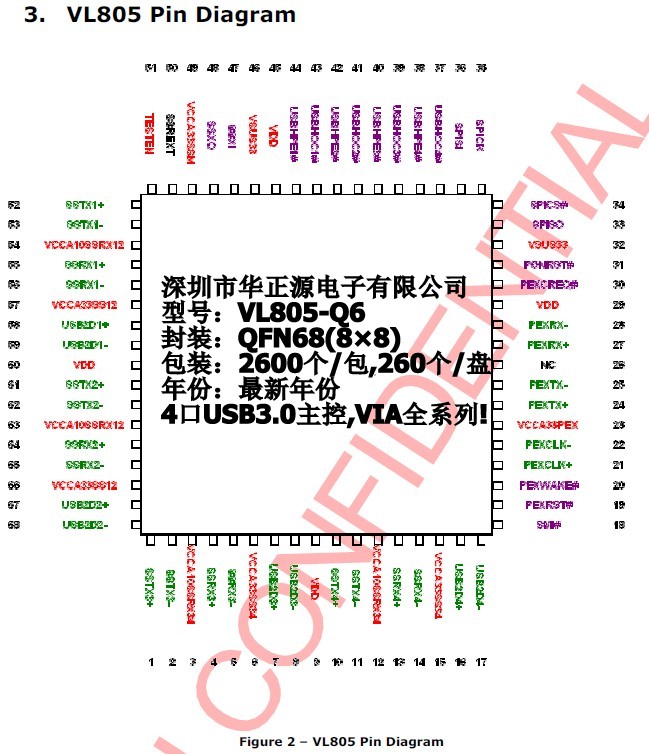 3. VL805 Pin Diagram
51 50 49 48 47 46 45 44 43 42 41 40 39 38 37 36 35
TESTEN
SSREXT
VCCA33SSM
SSXO
SSXI
VSUS33
VDD
USBHPE1#
USBHOC1#
USBHPE2#
USBHOC2#
USBHPE3#
USBHOC3#
USBHPE4#
USBHOC4#
SPISI
SPICK
52 SSTX1+
53 SSTX1-
54 VCCA10SSRX12
55 SSRX1+
56 SSRX1-
57 VCCA33SS12
58 USB2D1+
59 USB2D1-
60 VDD
61 SSTX2+
62 SSTX2-
63 VCCA10SSRX12
64 SSRX2+
65 SSRX2-
66 VCCA33SS12
67 USB2D2+
68 USB2D2-
深圳市华正源电子有限公司
型号：VL805-Q6
封装：QFN68(8×8)
包装：2600个/包,260个/盘
年份：最新年份
4口USB3.0主控,VIA全系列!
SPICS# 34
SPISO 33
VSUS33 32
PONRST# 31
PEXCREQ# 30
VDD 29
PEXRX- 28
PEXRX+ 27
NC 26
PEXTX- 25
PEXTX+ 24
VCCA33PEX 23
PEXCLK- 22
PEXCLK+ 21
PEXWAKE# 20
PEXRST# 19
SMI# 18
SSTX3+
SSTX3-
VCCA10SSRX34
SSRX3+
SSRX3-
VCCA33SS34
USB2D3+
USB2D3-
VDD
SSTX4+
SSTX4-
VCCA10SSRX34
SSRX4+
SSRX4-
VCCA33SS34
USB2D4+
USB2D4-
1 2 3 4 5 6 7 8 9 10 11 12 13 14 15 16 17
CONFIDENTIAL
Figure 2 – VL805 Pin Diagram